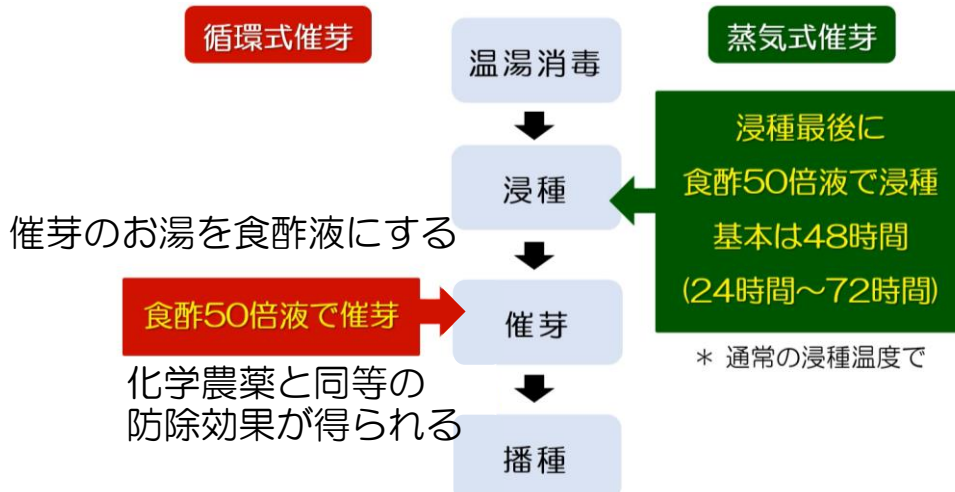 循環式催芽
温湯消毒
蒸気式催芽
浸種最後に
食酢50倍液で浸種
基本は48時間
(24時間～72時間)
＊ 通常の浸種温度で
浸種
催芽のお湯を食酢液にする
食酢50倍液で催芽
催芽
化学農薬と同等の
防除効果が得られる
播種